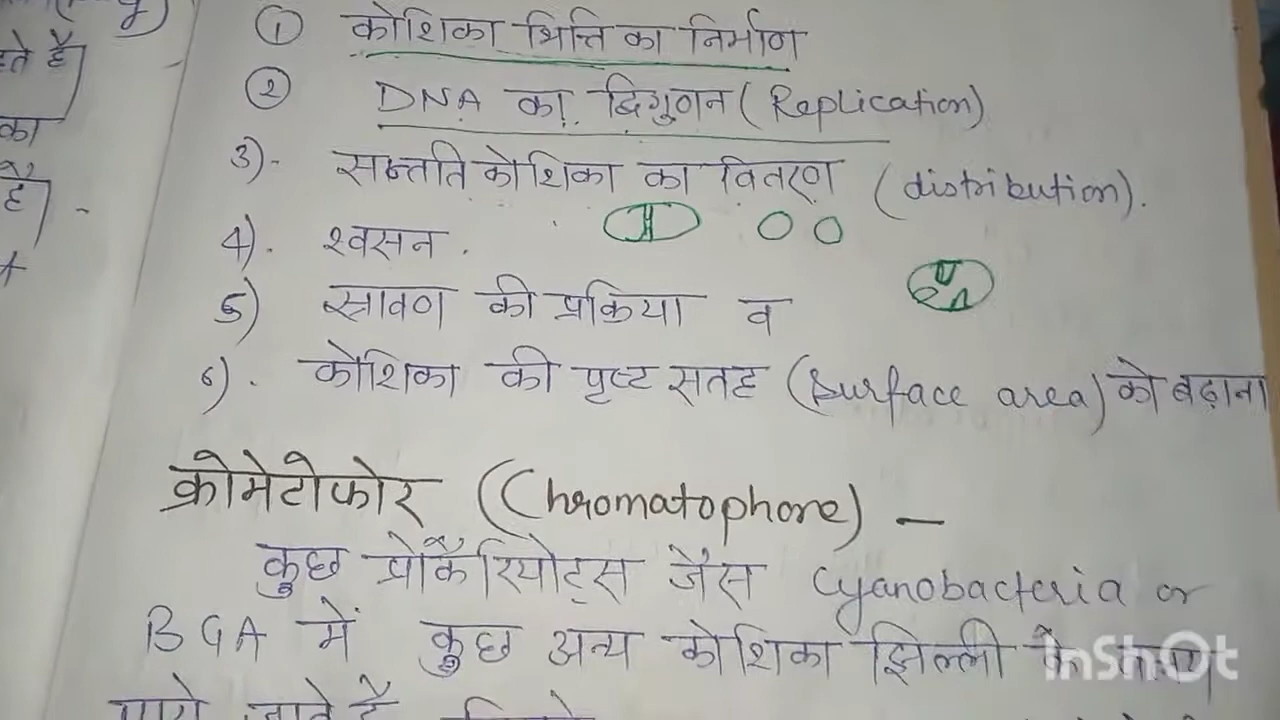 ① कोशिका भित्ति का निर्माण
② DNA का द्विगुणन (Replication)
3)- सन्तति कोशिका का वितरण (distribution).
4). श्वसन.
5) स्रावण की प्रक्रिया व
6). कोशिका की पृष्ट सतह (Surface area) को बढ़ाना
क्रोमेटोफोर (Chromatophore) —
कुछ प्रोकैरियोट्स जैस Cyanobacteria or
BGA में कुछ अन्य कोशिका झिल्ली के
पाये जाते है
ते है
का
है
InShOt